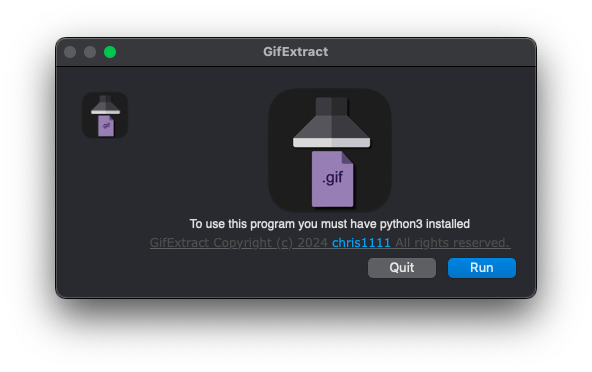 GifExtract
.gif
.gif
To use this program you must have python3 installed
GifExtract Copyright (c) 2024 chris1111 All rights reserved.
Quit
Run